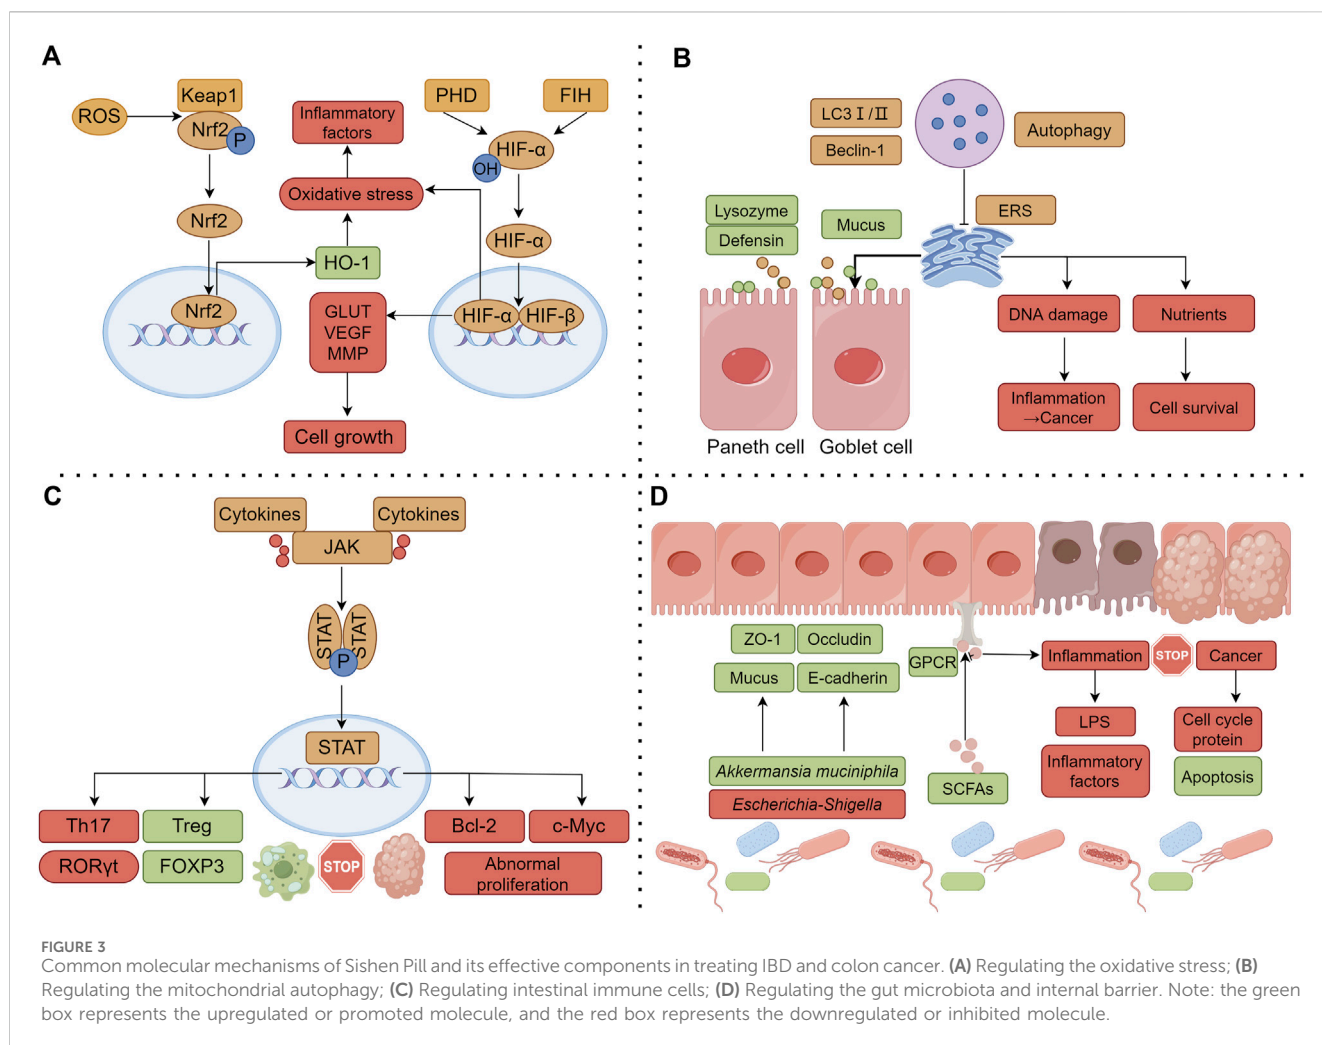 A
ROS
Keap1
Nrf2
P
Nrf2
Nrf2
Inflammatory
factors
Oxidative stress
HO-1
GLUT
VEGF
MMP
Cell growth
PHD
FIH
HIF-α
OH
HIF-α
HIF-α
HIF-β
B
LC3 Ⅰ/Ⅱ
Beclin-1
Autophagy
ERS
Lysozyme
Defensin
Mucus
DNA damage
Nutrients
Inflammation
→Cancer
Cell survival
Paneth cell
Goblet cell
C
Cytokines
Cytokines
JAK
STAT
STAT
P
STAT
Th17
Treg
RORγt
FOXP3
STOP
Bcl-2
c-Myc
Abnormal
proliferation
D
ZO-1
Occludin
Mucus
E-cadherin
Akkermansia muciniphila
Escherichia-Shigella
GPCR
SCFAs
Inflammation
STOP
Cancer
LPS
Inflammatory
factors
Cell cycle
protein
Apoptosis
FIGURE 3
Common molecular mechanisms of Sishen Pill and its effective components in treating IBD and colon cancer. (A) Regulating the oxidative stress; (B)
Regulating the mitochondrial autophagy; (C) Regulating intestinal immune cells; (D) Regulating the gut microbiota and internal barrier. Note: the green
box represents the upregulated or promoted molecule, and the red box represents the downregulated or inhibited molecule.